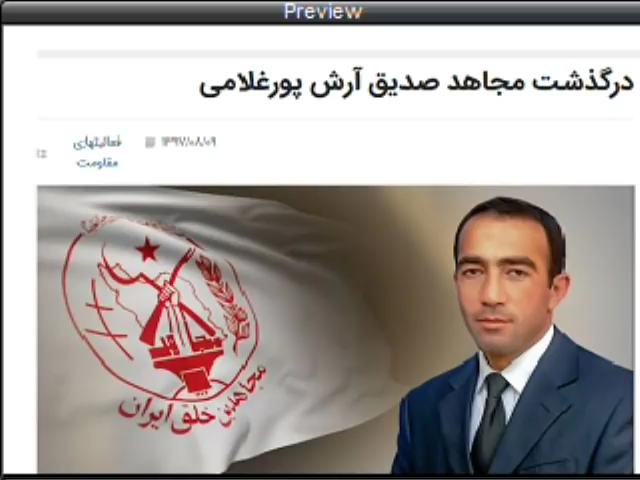 Preview
درگذشت مجاهد صدیق آرش پورغلامی
۱۳۹۷/۰۸/۰۹
فعالیتهای
مقاومت
مجاهدین خلق ایران